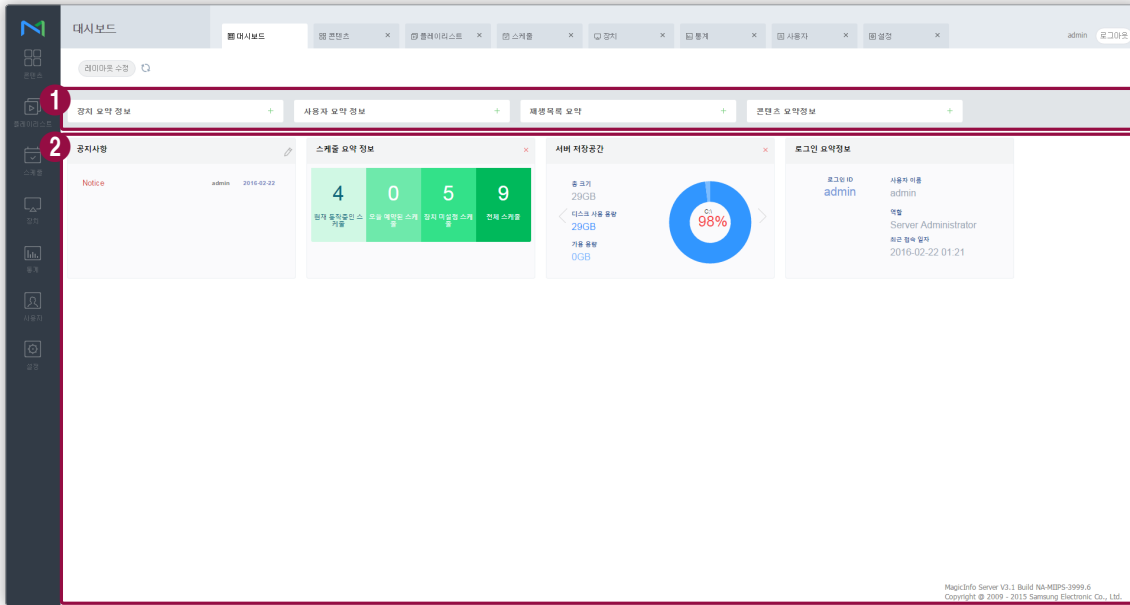 대시보드
대시보드
콘텐츠
플레이리스트
스케줄
장치
통계
사용자
설정
admin
로그아웃
레이아웃 수정
콘텐츠
플레이리스트
스케줄
장치
통계
사용자
설정
1
장치 요약 정보
사용자 요약 정보
재생목록 요약
콘텐츠 요약정보
2
공지사항
Notice admin 2016-02-22
스케줄 요약 정보
4
현재 동작중인 스
케줄
0
오늘 예약된 스케
줄
5
장치 미설정 스케
줄
9
전체 스케줄
서버 저장공간
총 크기
29GB
디스크 사용 용량
29GB
가용 용량
0GB
C:\
98%
로그인 요약정보
로그인 ID
admin
사용자 이름
admin
역할
Server Administrator
최근 접속 일자
2016-02-22 01:21
MagicInfo Server V3.1 Build NA-MIIPS-3999.6
Copyright @ 2009 - 2015 Samsung Electronic Co., Ltd.